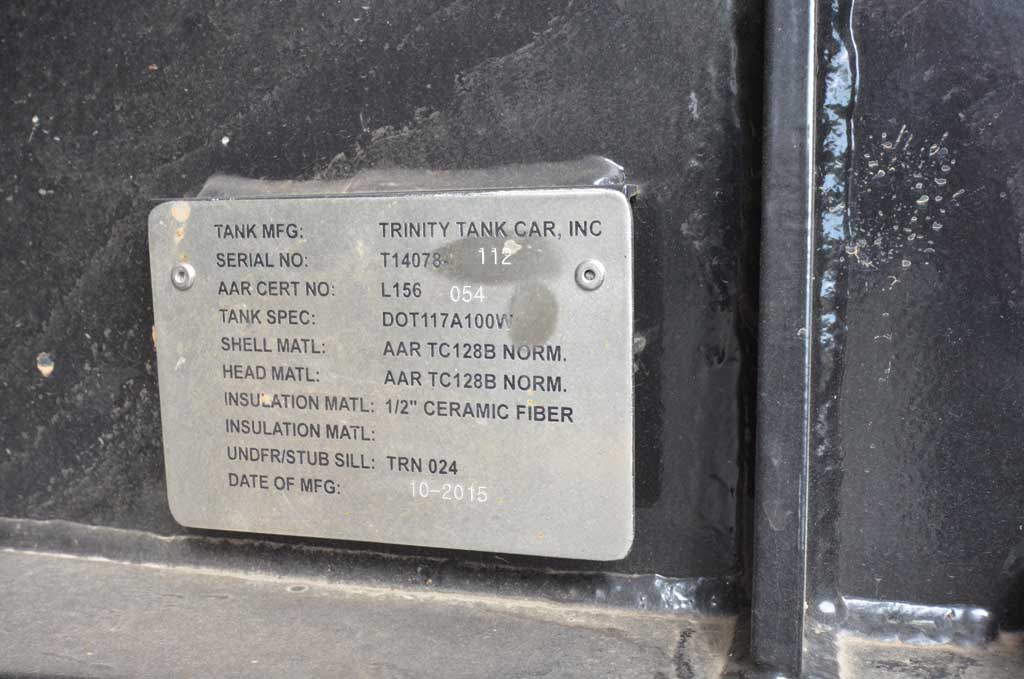 TANK MFG: TRINITY TANK CAR, INC
SERIAL NO: T14078- 112
AAR CERT NO: L156 054
TANK SPEC: DOT117A100W
SHELL MATL: AAR TC128B NORM.
HEAD MATL: AAR TC128B NORM.
INSULATION MATL: 1/2" CERAMIC FIBER
INSULATION MATL:
UNDFR/STUB SILL: TRN 024
DATE OF MFG: 10-2015